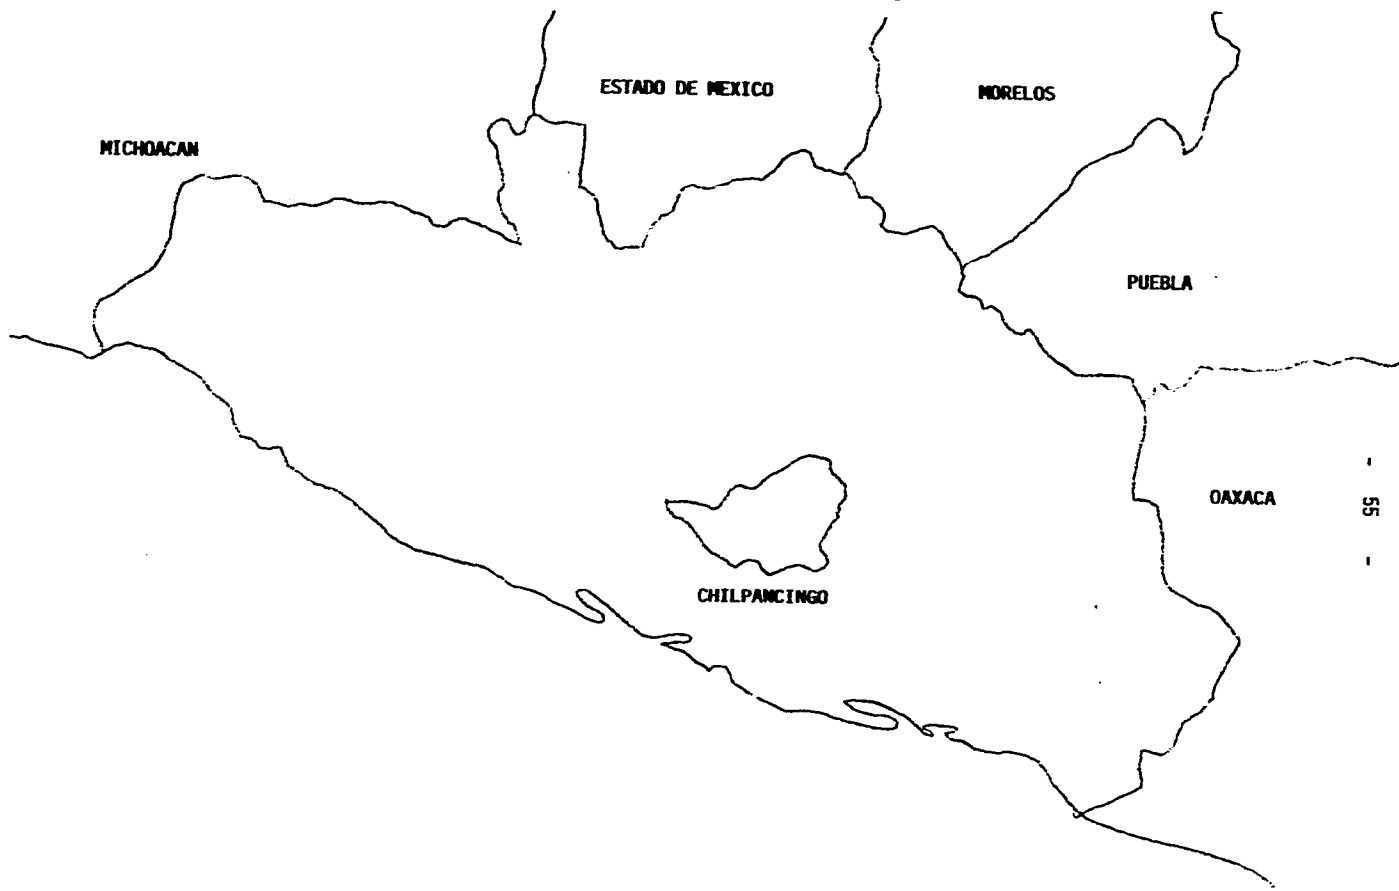 ESTADO DE MEXICO
MORELOS
MICHOACAN
PUEBLA
OAXACA
- 55 -
CHILPANCINGO